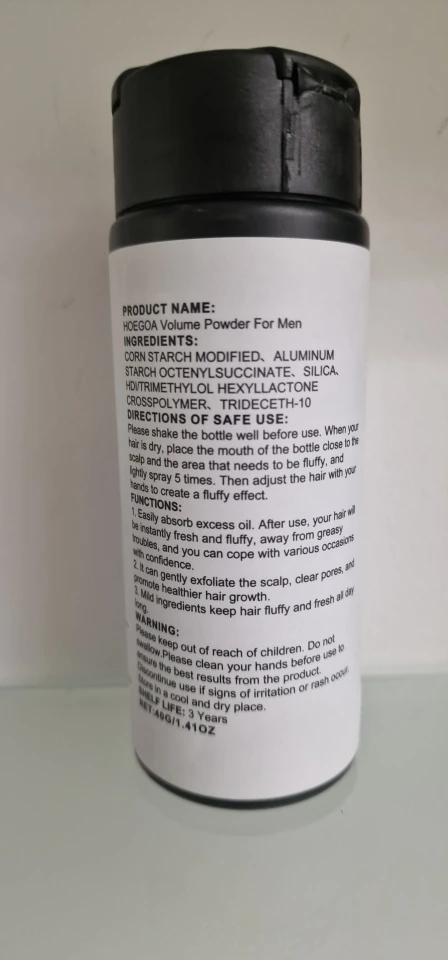 PRODUCT NAME:
HOEGOA Volume Powder For Men
INGREDIENTS:
CORN STARCH MODIFIED、 ALUMINUM
STARCH OCTENYLSUCCINATE、 SILICA、
HDI/TRIMETHYLOL HEXYLLACTONE
CROSSPOLYMER、 TRIDECETH-10
DIRECTIONS OF SAFE USE:
Please shake the bottle well before use. When your
hair is dry, place the mouth of the bottle close to the
scalp and the area that needs to be fluffy, and
lightly spray 5 times. Then adjust the hair with your
hands to create a fluffy effect.
FUNCTIONS:
1. Easily absorb excess oil. After use, your hair will
be instantly fresh and fluffy, away from greasy
troubles, and you can cope with various occasions
with confidence.
2. It can gently exfoliate the scalp, clear pores, and
promote healthier hair growth.
3. Mild ingredients keep hair fluffy and fresh all day
long.
WARNING:
Please keep out of reach of children. Do not
swallow.Please clean your hands before use to
ensure the best results from the product.
Discontinue use if signs of irritation or rash occur.
Store in a cool and dry place.
SHELF LIFE: 3 Years
NET:40G/1.41OZ